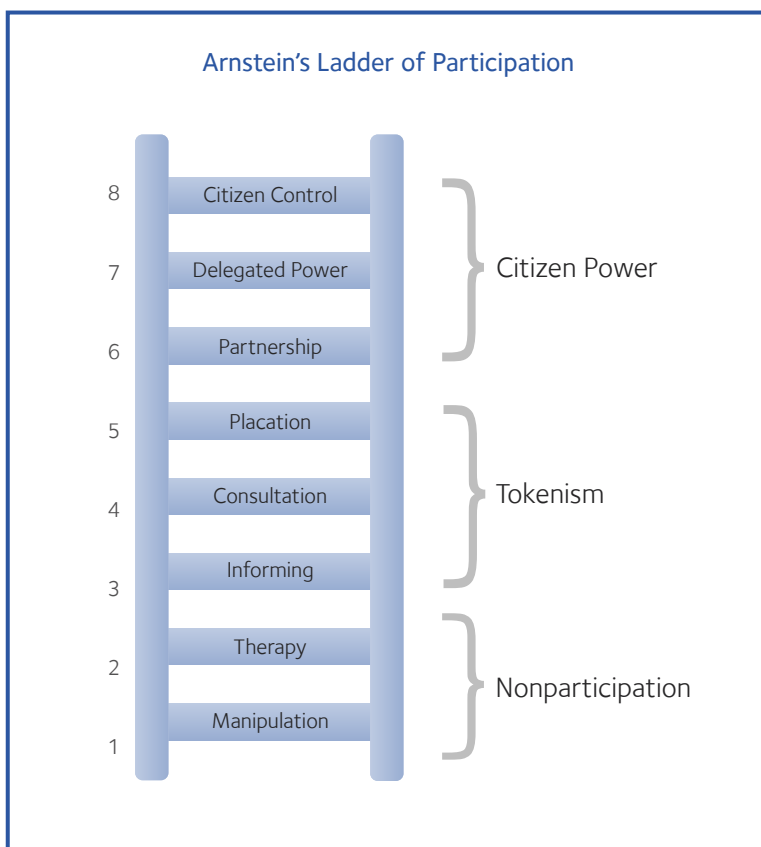 Arnstein’s Ladder of Participation
8 Citizen Control
7 Delegated Power
Citizen Power
6 Partnership
5 Placation
4 Consultation
Tokenism
3 Informing
2 Therapy
Nonparticipation
1 Manipulation